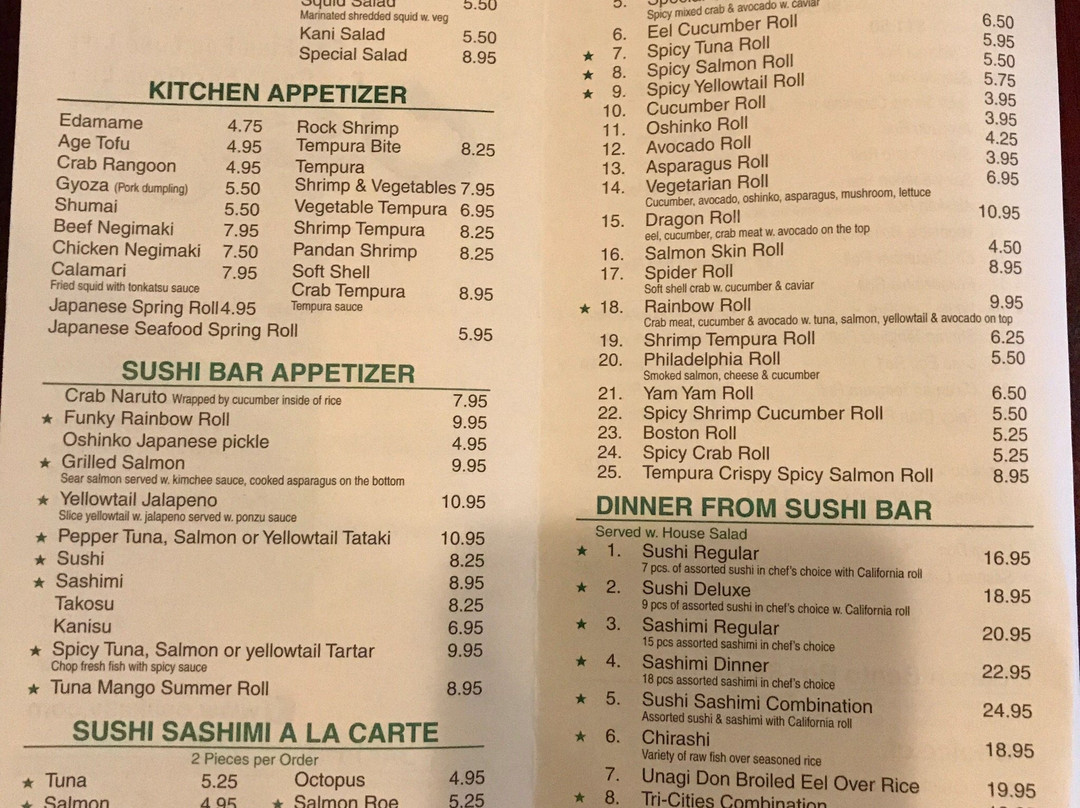 Squid Salad 5.50
Marinated shredded squid w. veg
Kani Salad 5.50
Special Salad 8.95
KITCHEN APPETIZER
Edamame 4.75
Age Tofu 4.95
Crab Rangoon 4.95
Gyoza (Pork dumpling) 5.50
Shumai 5.50
Beef Negimaki 7.95
Chicken Negimaki 7.50
Calamari 7.95
Fried squid with tonkatsu sauce
Japanese Spring Roll 4.95
Japanese Seafood Spring Roll 5.95
Rock Shrimp
Tempura Bite 8.25
Tempura
Shrimp & Vegetables 7.95
Vegetable Tempura 6.95
Shrimp Tempura 8.25
Pandan Shrimp 8.25
Soft Shell
Crab Tempura 8.95
Tempura sauce
SUSHI BAR APPETIZER
Crab Naruto Wrapped by cucumber inside of rice 7.95
★ Funky Rainbow Roll 9.95
Oshinko Japanese pickle 4.95
★ Grilled Salmon 9.95
Sear salmon served w. kimchee sauce, cooked asparagus on the bottom
★ Yellowtail Jalapeno 10.95
Slice yellowtail w. jalapeno served w. ponzu sauce
★ Pepper Tuna, Salmon or Yellowtail Tataki 10.95
★ Sushi 8.25
★ Sashimi 8.95
Takosu 8.25
Kanisu 6.95
★ Spicy Tuna, Salmon or yellowtail Tartar 9.95
Chop fresh fish with spicy sauce
★ Tuna Mango Summer Roll 8.95
SUSHI SASHIMI A LA CARTE
2 Pieces per Order
★ Tuna 5.25
★ Salmon 4.95
Octopus 4.95
★ Salmon Roe 5.25
5.
Spicy mixed crab & avocado w. caviar
6. Eel Cucumber Roll 6.50
★ 7. Spicy Tuna Roll 5.95
★ 8. Spicy Salmon Roll 5.50
★ 9. Spicy Yellowtail Roll 5.75
10. Cucumber Roll 3.95
11. Oshinko Roll 3.95
12. Avocado Roll 4.25
13. Asparagus Roll 3.95
14. Vegetarian Roll 6.95
Cucumber, avocado, oshinko, asparagus, mushroom, lettuce
15. Dragon Roll 10.95
eel, cucumber, crab meat w. avocado on the top
16. Salmon Skin Roll 4.50
17. Spider Roll 8.95
Soft shell crab w. cucumber & caviar
★ 18. Rainbow Roll 9.95
Crab meat, cucumber & avocado w. tuna, salmon, yellowtail & avocado on top
19. Shrimp Tempura Roll 6.25
20. Philadelphia Roll 5.50
Smoked salmon, cheese & cucumber
21. Yam Yam Roll 6.50
22. Spicy Shrimp Cucumber Roll 5.50
23. Boston Roll 5.25
24. Spicy Crab Roll 5.25
25. Tempura Crispy Spicy Salmon Roll 8.95
DINNER FROM SUSHI BAR
Served w. House Salad
★ 1. Sushi Regular 16.95
7 pcs. of assorted sushi in chef's choice with California roll
★ 2. Sushi Deluxe 18.95
9 pcs of assorted sushi in chef's choice w. California roll
★ 3. Sashimi Regular 20.95
15 pcs assorted sashimi in chef's choice
★ 4. Sashimi Dinner 22.95
18 pcs assorted sashimi in chef's choice
★ 5. Sushi Sashimi Combination 24.95
Assorted sushi & sashimi with California roll
★ 6. Chirashi 18.95
Variety of raw fish over seasoned rice
7. Unagi Don Broiled Eel Over Rice 19.95
★ 8. Tri-Cities Combination